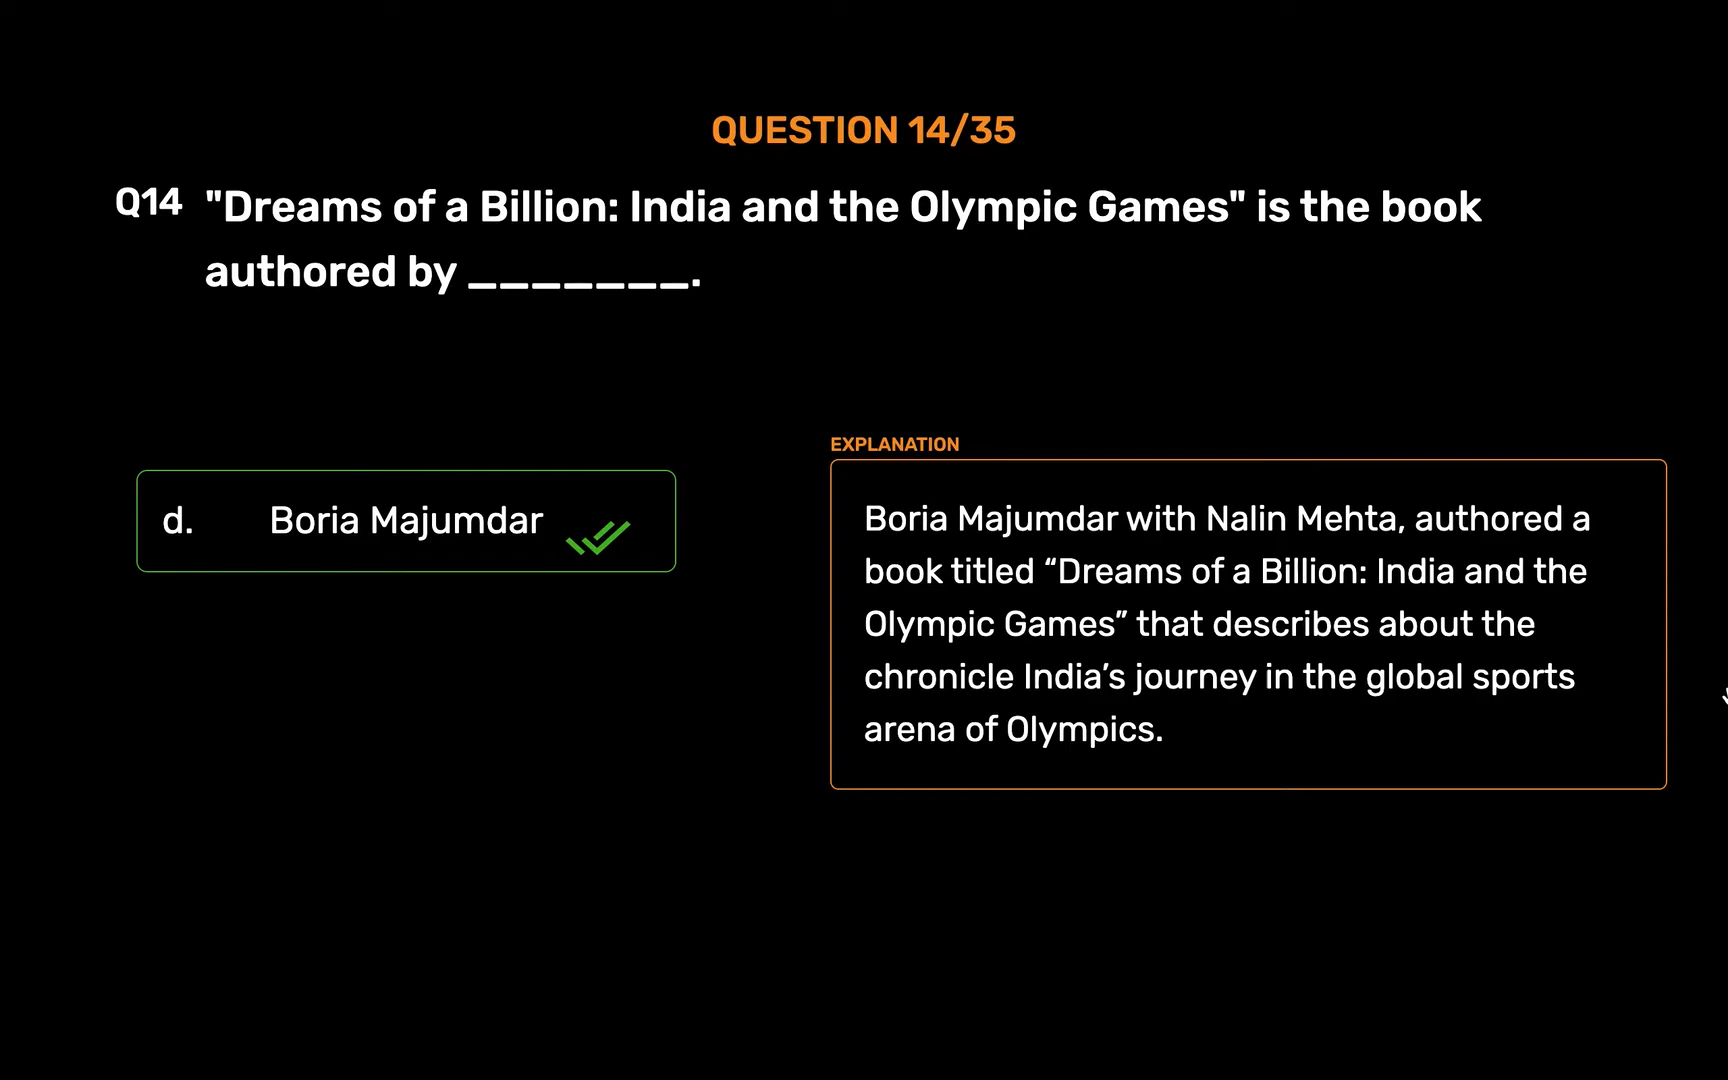 QUESTION 14/35
Q14 "Dreams of a Billion: India and the Olympic Games" is the book
authored by _______.
d. Boria Majumdar
EXPLANATION
Boria Majumdar with Nalin Mehta, authored a
book titled “Dreams of a Billion: India and the
Olympic Games” that describes about the
chronicle India’s journey in the global sports
arena of Olympics.